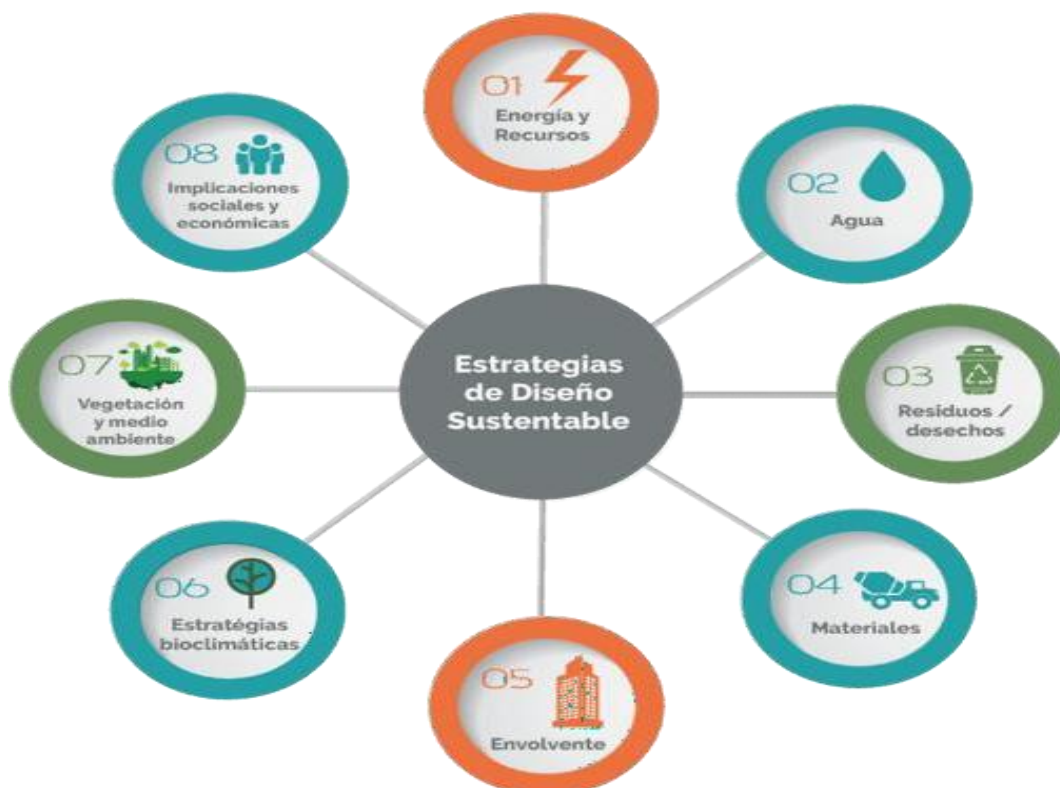 Estrategias
de Diseño
Sustentable
01
Energía y
Recursos
02
Agua
03
Residuos /
desechos
04
Materiales
05
Envolvente
06
Estratégias
bioclimáticas
07
Vegetación
y medio
ambiente
08
Implicaciones
sociales y
económicas